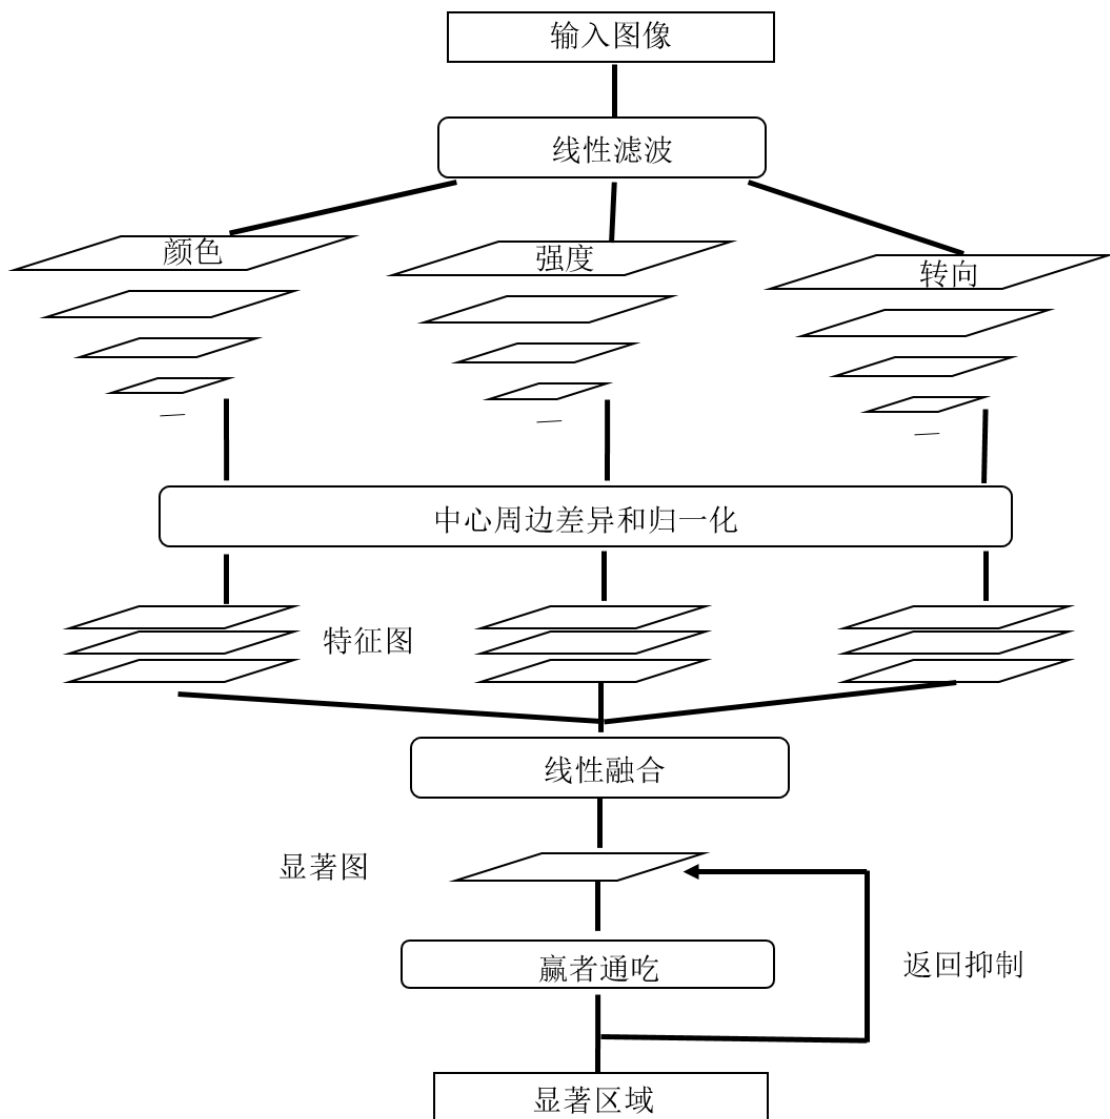 输入图像
线性滤波
颜色
强度
转向
中心周边差异和归一化
特征图
线性融合
显著图
赢者通吃
返回抑制
显著区域